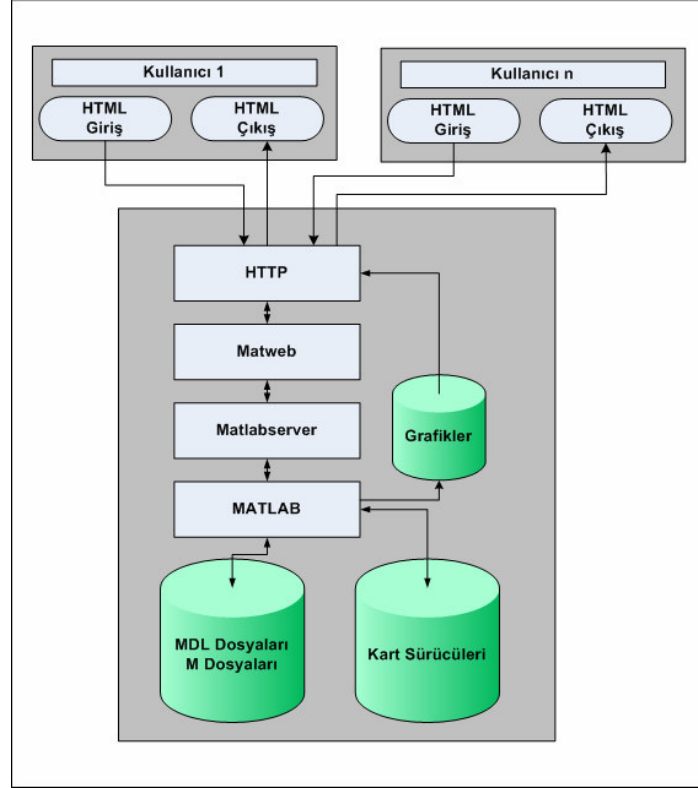 Kullanıcı 1
HTML
Giriş
HTML
Çıkış
Kullanıcı n
HTML
Giriş
HTML
Çıkış
HTTP
Matweb
Matlabserver
Grafikler
MATLAB
MDL Dosyaları
M Dosyaları
Kart Sürücüleri